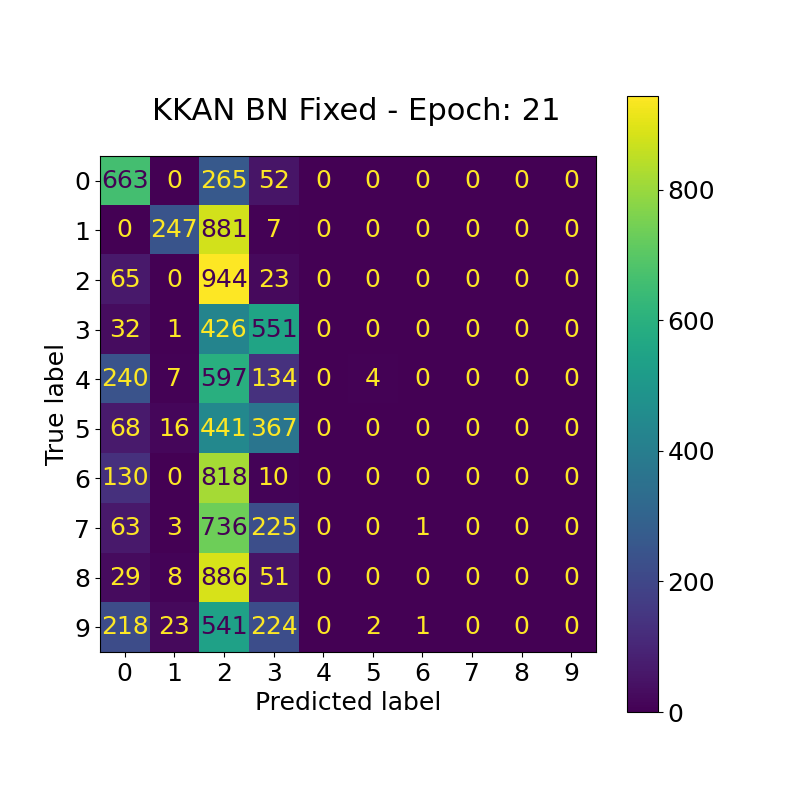 KKAN BN Fixed - Epoch: 21
0 663 0 265 52 0 0 0 0 0 0
1 0 247 881 7 0 0 0 0 0 0
2 65 0 944 23 0 0 0 0 0 0
3 32 1 426 551 0 0 0 0 0 0
4 240 7 597 134 0 4 0 0 0 0
5 68 16 441 367 0 0 0 0 0 0
6 130 0 818 10 0 0 0 0 0 0
7 63 3 736 225 0 0 1 0 0 0
8 29 8 886 51 0 0 0 0 0 0
9 218 23 541 224 0 2 1 0 0 0
0 1 2 3 4 5 6 7 8 9
True label
Predicted label
800
600
400
200
0